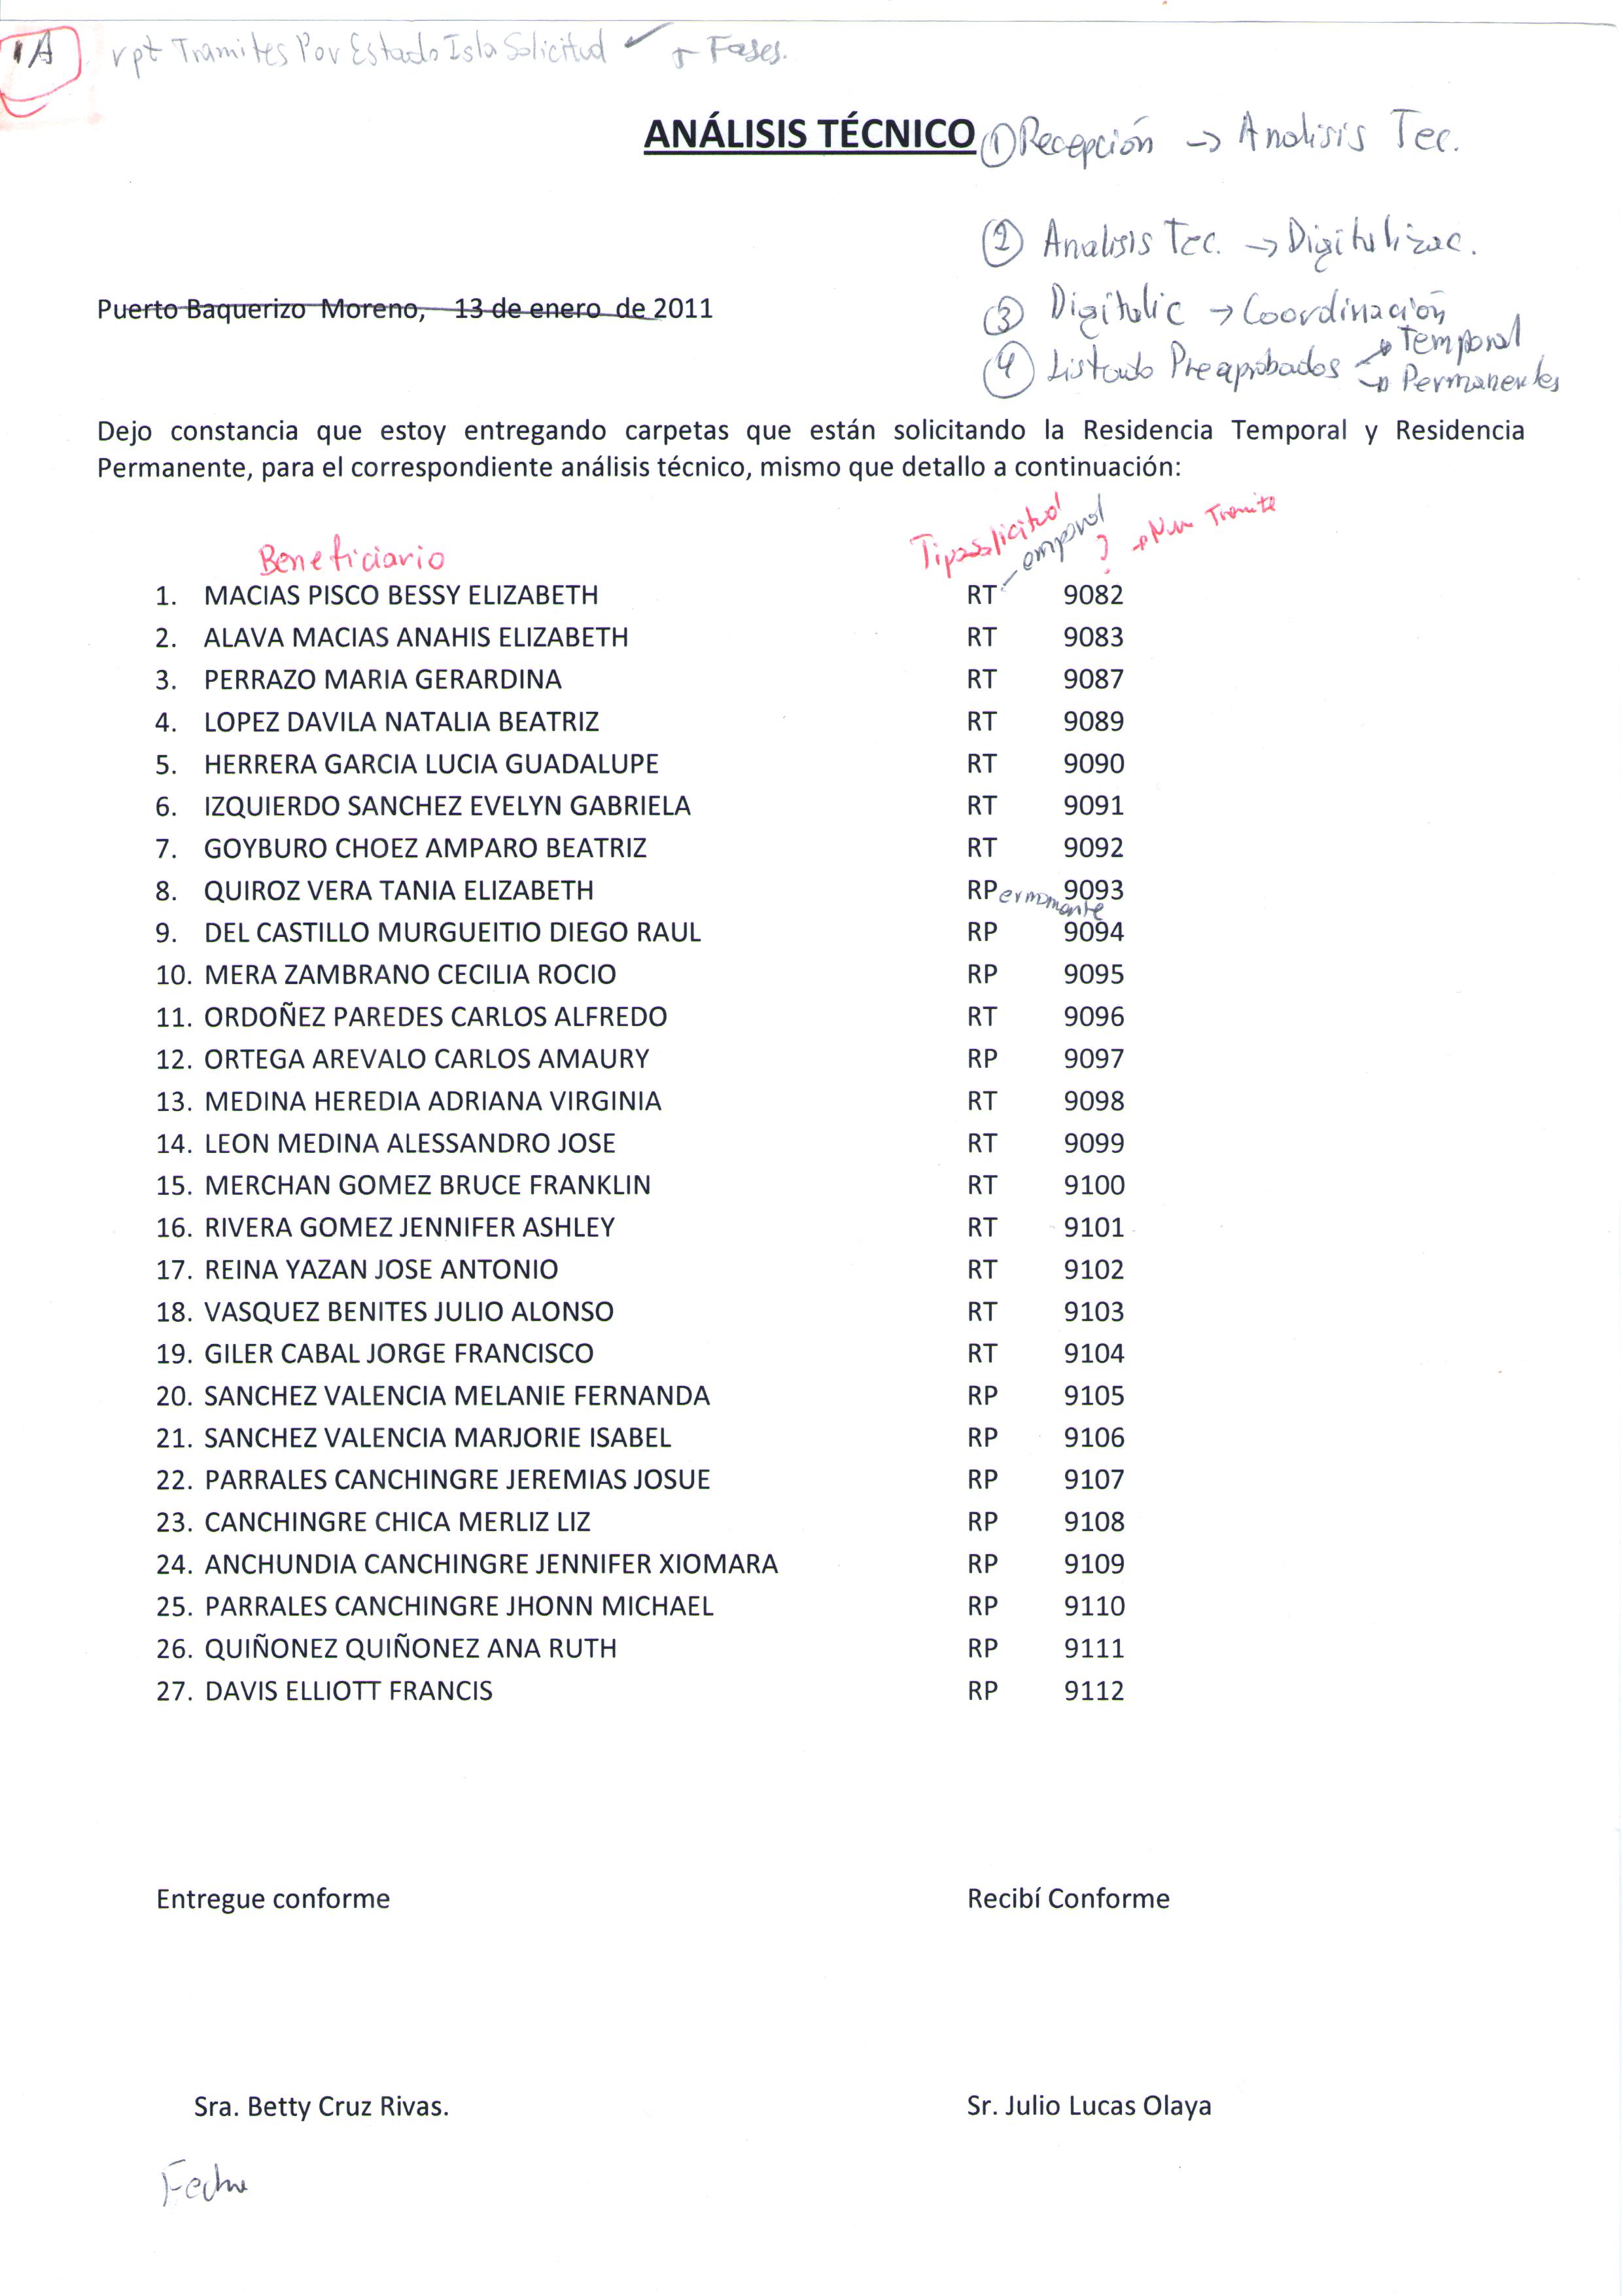 1A rpt Tramites Por Estado Isla Solicitud ✓ + Fases.
ANÁLISIS TÉCNICO ① Recepción → Analisis Tec.
② Analisis Tec. → Digitalizac.
Puerto Baquerizo Moreno, 13 de enero de 2011
③ Digitalic → Coordinación
④ Listado Preaprobados → Temporal
→ Permanentes
Dejo constancia que estoy entregando carpetas que están solicitando la Residencia Temporal y Residencia
Permanente, para el correspondiente análisis técnico, mismo que detallo a continuación:
Beneficiario Tipo solicitud emporal ? → Num Tramite
1. MACIAS PISCO BESSY ELIZABETH RT 9082
2. ALAVA MACIAS ANAHIS ELIZABETH RT 9083
3. PERRAZO MARIA GERARDINA RT 9087
4. LOPEZ DAVILA NATALIA BEATRIZ RT 9089
5. HERRERA GARCIA LUCIA GUADALUPE RT 9090
6. IZQUIERDO SANCHEZ EVELYN GABRIELA RT 9091
7. GOYBURO CHOEZ AMPARO BEATRIZ RT 9092
8. QUIROZ VERA TANIA ELIZABETH RPermanante 9093
9. DEL CASTILLO MURGUEITIO DIEGO RAUL RP 9094
10. MERA ZAMBRANO CECILIA ROCIO RP 9095
11. ORDOÑEZ PAREDES CARLOS ALFREDO RT 9096
12. ORTEGA AREVALO CARLOS AMAURY RP 9097
13. MEDINA HEREDIA ADRIANA VIRGINIA RT 9098
14. LEON MEDINA ALESSANDRO JOSE RT 9099
15. MERCHAN GOMEZ BRUCE FRANKLIN RT 9100
16. RIVERA GOMEZ JENNIFER ASHLEY RT 9101
17. REINA YAZAN JOSE ANTONIO RT 9102
18. VASQUEZ BENITES JULIO ALONSO RT 9103
19. GILER CABAL JORGE FRANCISCO RT 9104
20. SANCHEZ VALENCIA MELANIE FERNANDA RP 9105
21. SANCHEZ VALENCIA MARJORIE ISABEL RP 9106
22. PARRALES CANCHINGRE JEREMIAS JOSUE RP 9107
23. CANCHINGRE CHICA MERLIZ LIZ RP 9108
24. ANCHUNDIA CANCHINGRE JENNIFER XIOMARA RP 9109
25. PARRALES CANCHINGRE JHONN MICHAEL RP 9110
26. QUIÑONEZ QUIÑONEZ ANA RUTH RP 9111
27. DAVIS ELLIOTT FRANCIS RP 9112
Entregue conforme Recibí Conforme
Sra. Betty Cruz Rivas. Sr. Julio Lucas Olaya
Fecha